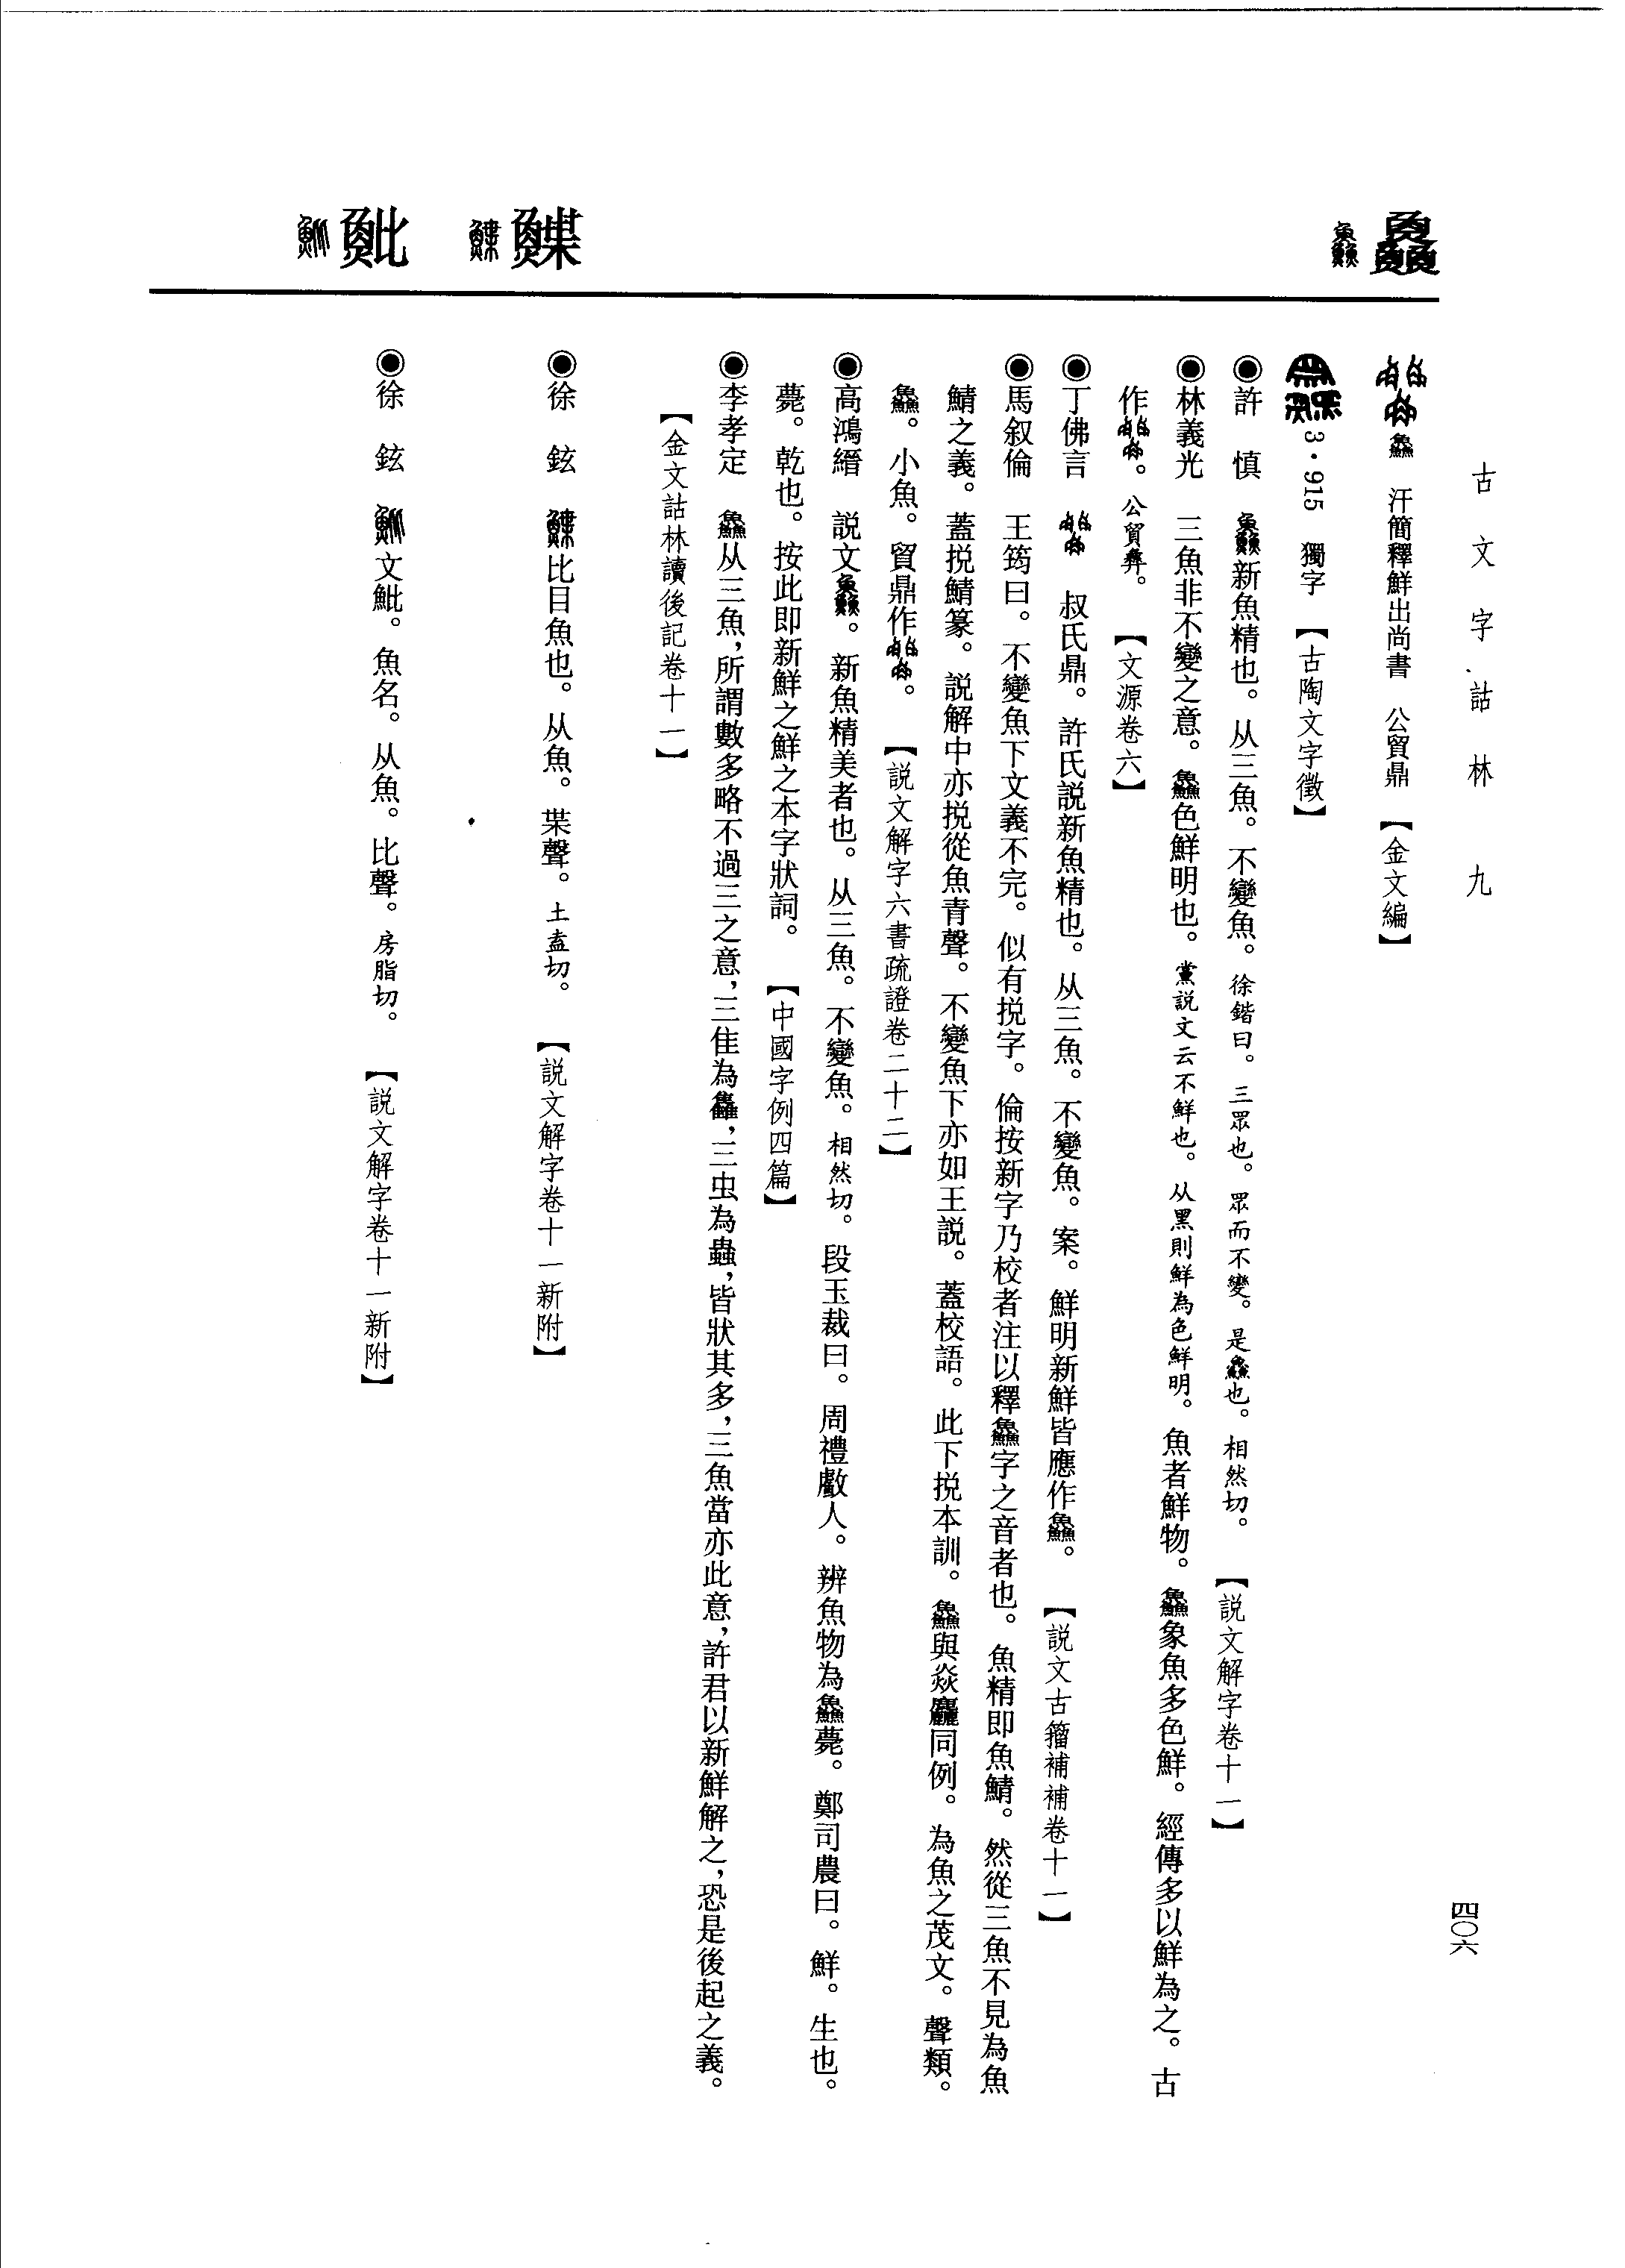 古文字詁林 九
四〇六
鱻
鰈
魮
鱻 汗簡釋鮮出尚書 公貿鼎 【金文編】
3·915 獨字 【古陶文字徵】
◉許 慎 新魚精也。从三魚。不變魚。徐鍇曰。三眾也。眾而不變。是鱻也。相然切。 【説文解字卷十一】
◉林義光 三魚非不變之意。鱻色鮮明也。黨説文云不鮮也。从黑則鮮為色鮮明。魚者鮮物。鱻象魚多色鮮。經傳多以鮮為之。古
作。公貿彝。 【文源卷六】
◉丁佛言 叔氏鼎。許氏説新魚精也。从三魚。不變魚。案。鮮明新鮮皆應作鱻。 【説文古籀補補卷十一】
◉馬叙倫 王筠曰。不變魚下文義不完。似有挩字。倫按新字乃校者注以釋鱻字之音者也。魚精即魚鯖。然從三魚不見為魚
鯖之義。蓋挩鯖篆。説解中亦挩從魚青聲。不變魚下亦如王説。蓋校語。此下挩本訓。鱻與焱麤同例。為魚之茂文。聲類。
鱻。小魚。貿鼎作。 【説文解字六書疏證卷二十二】
◉高鴻縉 説文。新魚精美者也。从三魚。不變魚。相然切。段玉裁曰。周禮䱷人。辨魚物為鱻薧。鄭司農曰。鮮。生也。
薧。乾也。按此即新鮮之鮮之本字狀詞。 【中國字例四篇】
◉李孝定 鱻从三魚，所謂數多略不過三之意，三隹為雥，三虫為蟲，皆狀其多，三魚當亦此意，許君以新鮮解之，恐是後起之義。
【金文詁林讀後記卷十一】
◉徐 鉉 比目魚也。从魚。枼聲。土盍切。 【説文解字卷十一新附】
◉徐 鉉 文魮。魚名。从魚。比聲。房脂切。 【説文解字卷十一新附】